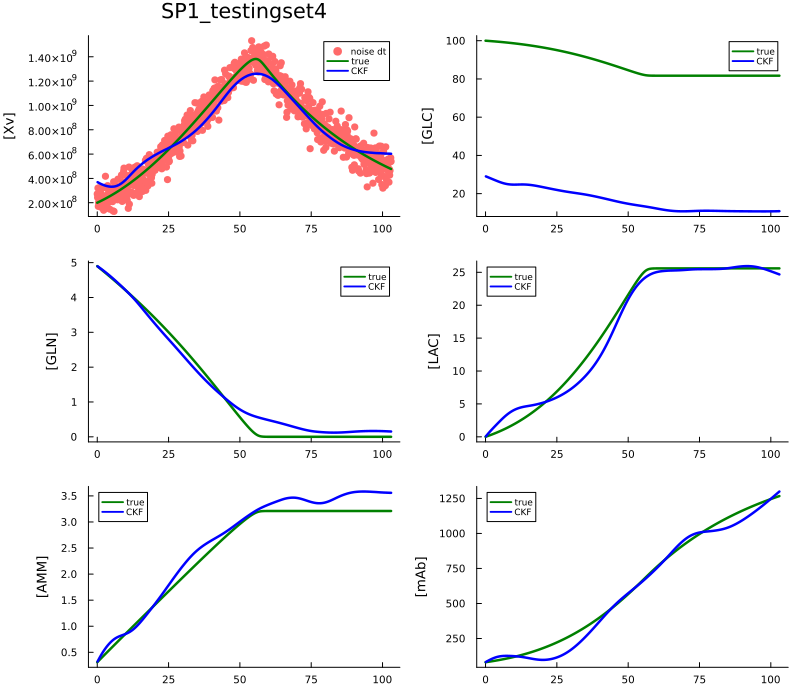 SP1_testingset4
[Xv]
1.40×10⁹
1.20×10⁹
1.00×10⁹
8.00×10⁸
6.00×10⁸
4.00×10⁸
2.00×10⁸
0 25 50 75 100
noise dt
true
CKF
[GLC]
100
80
60
40
20
0 25 50 75 100
true
CKF
[GLN]
5
4
3
2
1
0
0 25 50 75 100
true
CKF
[LAC]
25
20
15
10
5
0
0 25 50 75 100
true
CKF
[AMM]
3.5
3.0
2.5
2.0
1.5
1.0
0.5
0 25 50 75 100
true
CKF
[mAb]
1250
1000
750
500
250
0 25 50 75 100
true
CKF